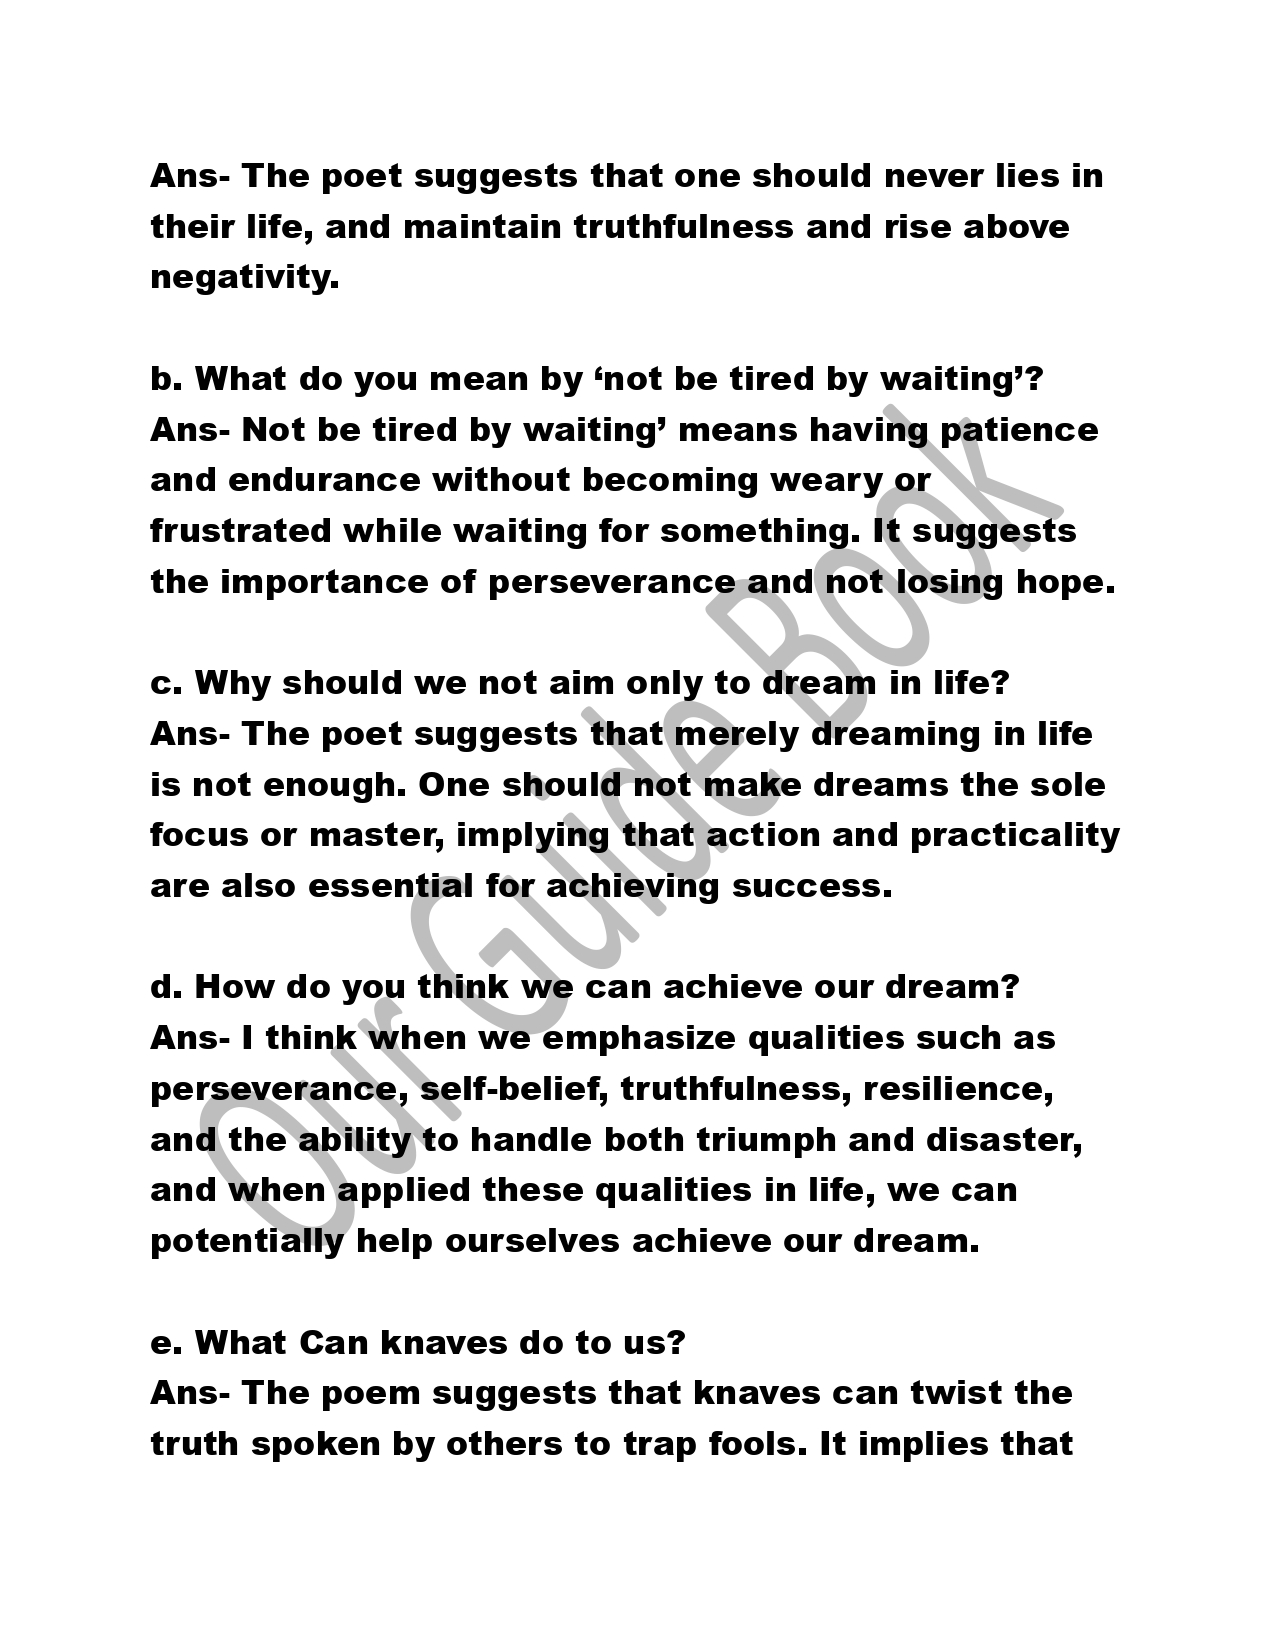 Ans- The poet suggests that one should never lies in
their life, and maintain truthfulness and rise above
negativity.
b. What do you mean by ‘not be tired by waiting’?
Ans- Not be tired by waiting’ means having patience
and endurance without becoming weary or
frustrated while waiting for something. It suggests
the importance of perseverance and not losing hope.
c. Why should we not aim only to dream in life?
Ans- The poet suggests that merely dreaming in life
is not enough. One should not make dreams the sole
focus or master, implying that action and practicality
are also essential for achieving success.
d. How do you think we can achieve our dream?
Ans- I think when we emphasize qualities such as
perseverance, self-belief, truthfulness, resilience,
and the ability to handle both triumph and disaster,
and when applied these qualities in life, we can
potentially help ourselves achieve our dream.
e. What Can knaves do to us?
Ans- The poem suggests that knaves can twist the
truth spoken by others to trap fools. It implies that
Our Guide Book